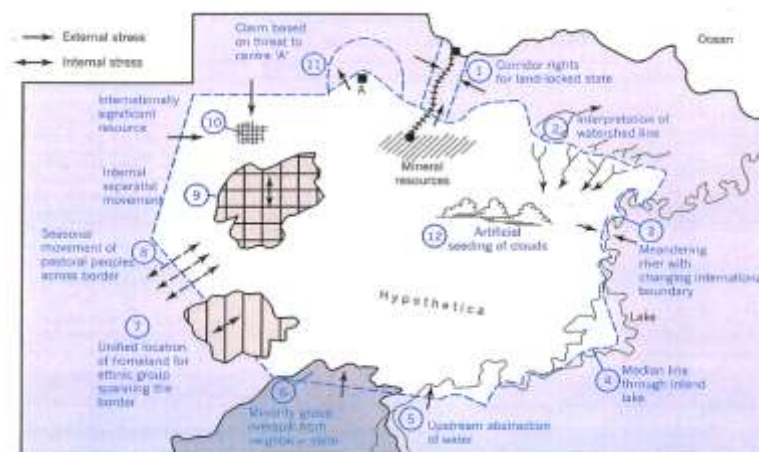 External stress
Internal stress
Claim based
on threat to
centre 'A'
11
A
1
Corridor rights
for land-locked
state
Ocean
Internationally
significant
resource
10
2
Interpretation of
watershed line
Mineral
resources
Internal
separatist
movement
9
Seasonal
movement of
pastoral peoples
across border
8
12
Artificial
seeding of clouds
3
Meandering
river with
changing internationa
boundary
Hypothetica
Lake
7
Unified location
of homeland for
ethnic group
spanning the
border
4
Median line
through inland
lake
6
Minority group
overspill from
5
Upstream abstraction
of water